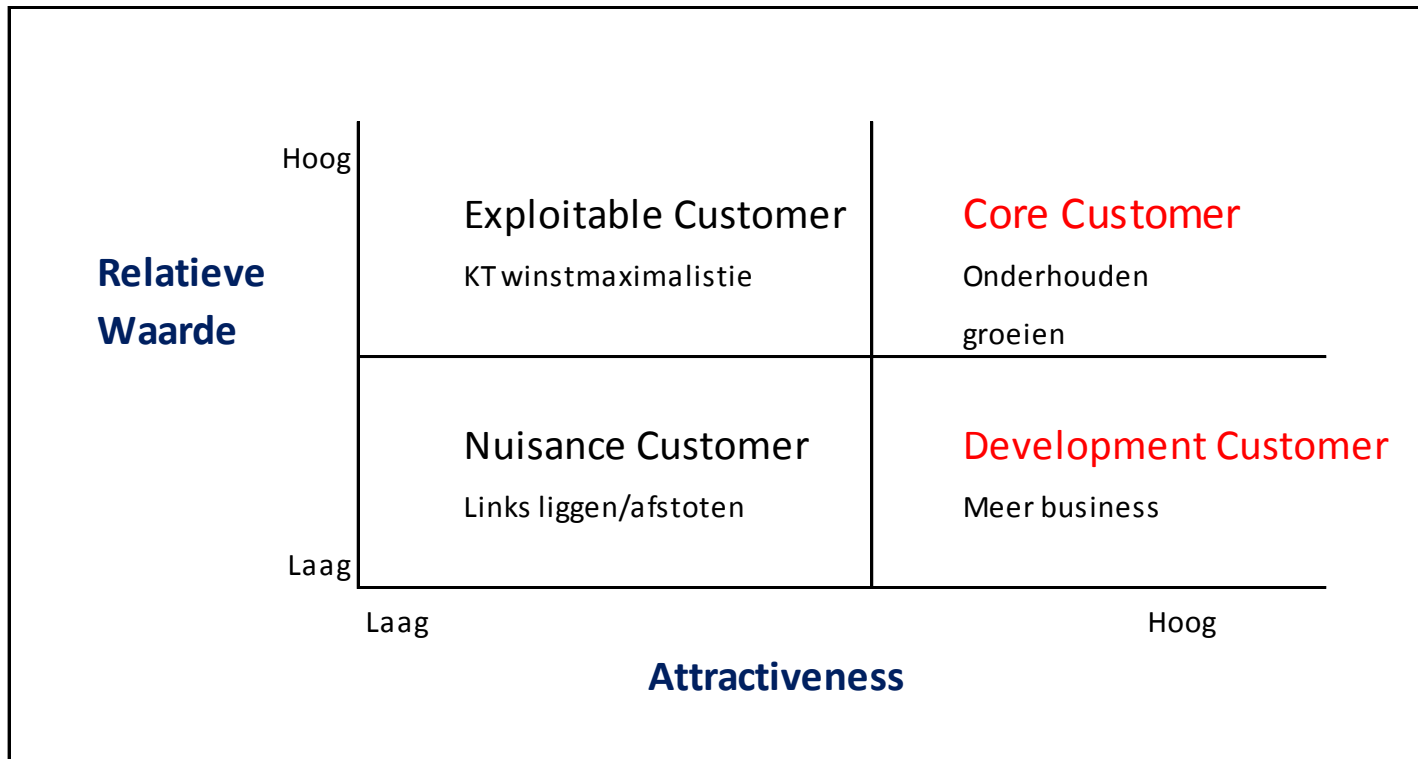 Hoog
Exploitable Customer
Core Customer
Relatieve
Waarde
KT winstmaximalistie
Onderhouden
groeien
Nuisance Customer
Development Customer
Links liggen/afstoten
Meer business
Laag
Laag
Hoog
Attractiveness